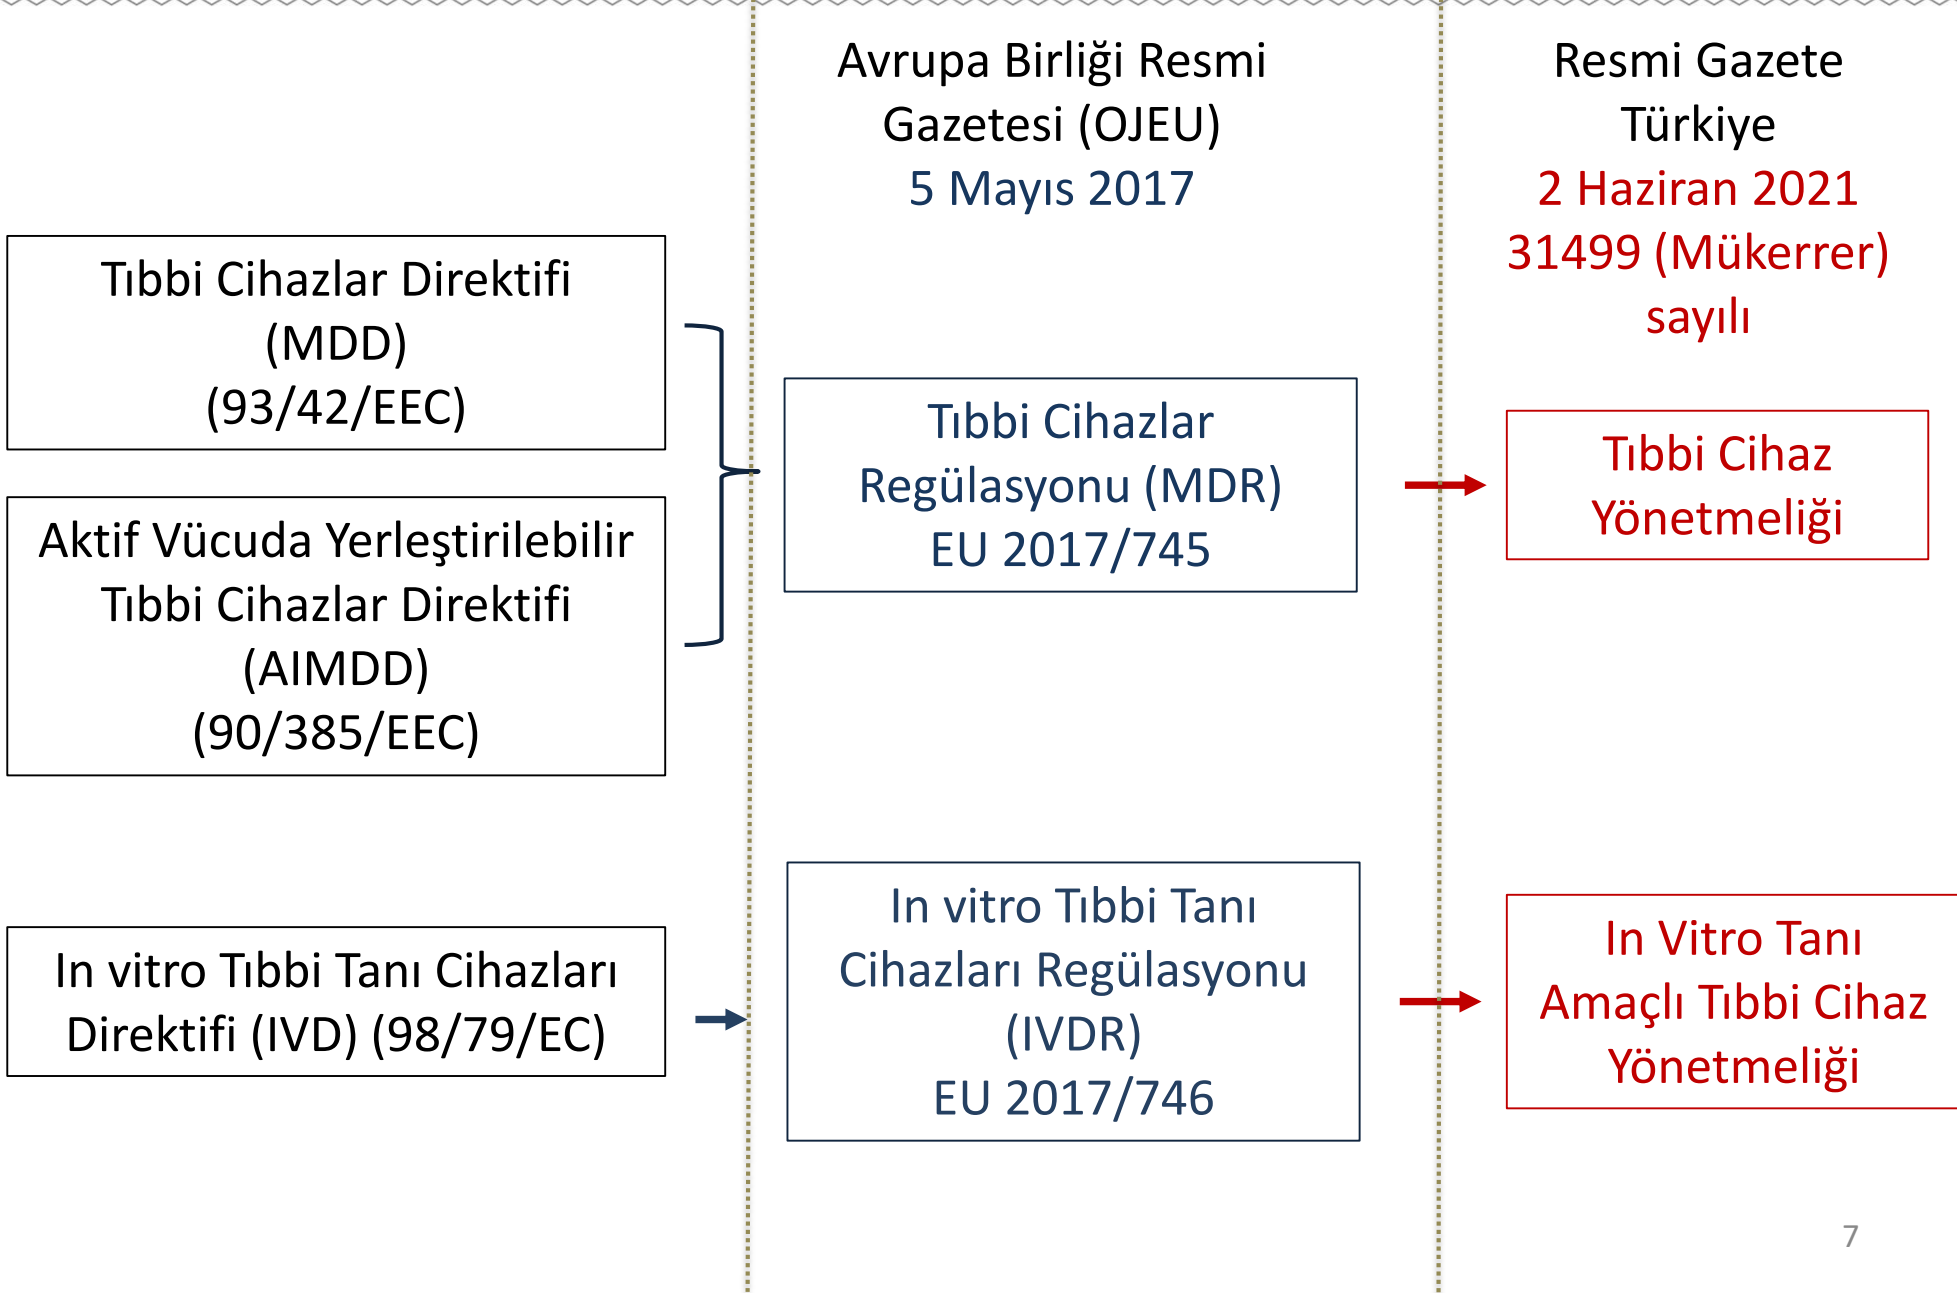 Avrupa Birliği Resmi
Gazetesi (OJEU)
5 Mayıs 2017
Resmi Gazete
Türkiye
2 Haziran 2021
31499 (Mükerrer)
sayılı
Tıbbi Cihazlar Direktifi
(MDD)
(93/42/EEC)
Aktif Vücuda Yerleştirilebilir
Tıbbi Cihazlar Direktifi
(AIMDD)
(90/385/EEC)
Tıbbi Cihazlar
Regülasyonu (MDR)
EU 2017/745
Tıbbi Cihaz
Yönetmeliği
In vitro Tıbbi Tanı Cihazları
Direktifi (IVD) (98/79/EC)
In vitro Tıbbi Tanı
Cihazları Regülasyonu
(IVDR)
EU 2017/746
In Vitro Tanı
Amaçlı Tıbbi Cihaz
Yönetmeliği
7